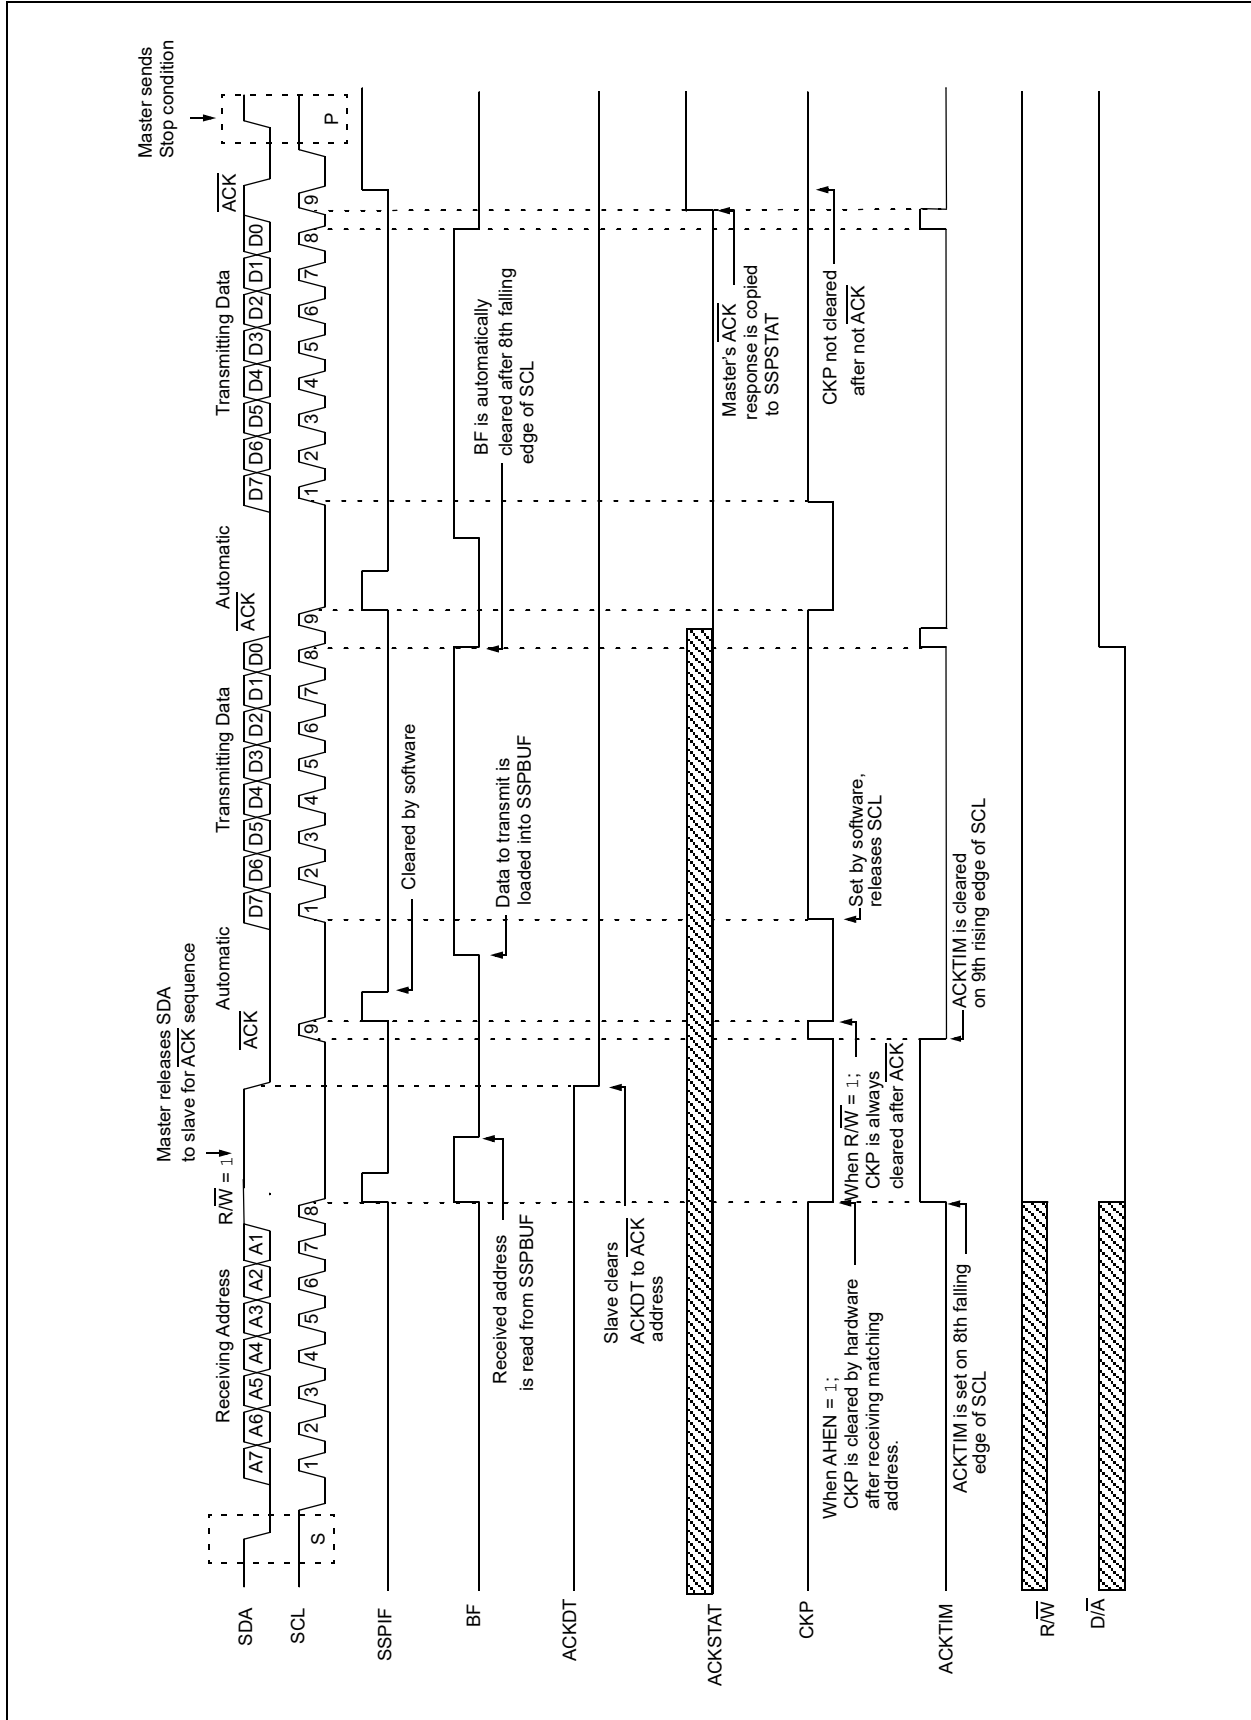 Master sends
Stop condition
Master releases SDA
to slave for ACK sequence
Receiving Address
R/W = 1
ACK
Automatic
Transmitting Data
ACK
Automatic
Transmitting Data
ACK
SDA
A7 A6 A5 A4 A3 A2 A1
D7 D6 D5 D4 D3 D2 D1 D0
D7 D6 D5 D4 D3 D2 D1 D0
SCL
S
1 2 3 4 5 6 7 8
9
1 2 3 4 5 6 7 8 9
1 2 3 4 5 6 7 8 9
P
SSPIF
Cleared by software
BF
Received address
is read from SSPBUF
Data to transmit is
loaded into SSPBUF
BF is automatically
cleared after 8th falling
edge of SCL
ACKDT
Slave clears
ACKDT to ACK
address
ACKSTAT
Master's ACK
response is copied
to SSPSTAT
CKP
When AHEN = 1;
CKP is cleared by hardware
after receiving matching
address.
When R/W = 1;
CKP is always
cleared after ACK
Set by software,
releases SCL
CKP not cleared
after not ACK
ACKTIM
ACKTIM is set on 8th falling
edge of SCL
ACKTIM is cleared
on 9th rising edge of SCL
R/W
D/A